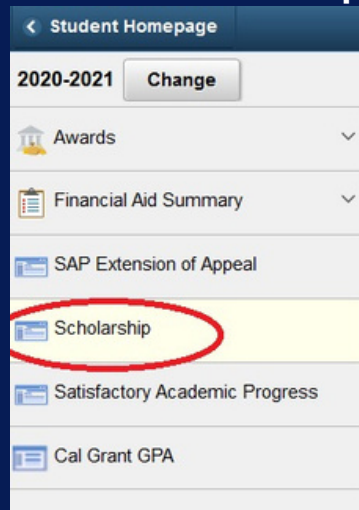 Student Homepage
2020-2021 Change
Awards
Financial Aid Summary
SAP Extension of Appeal
Scholarship
Satisfactory Academic Progress
Cal Grant GPA